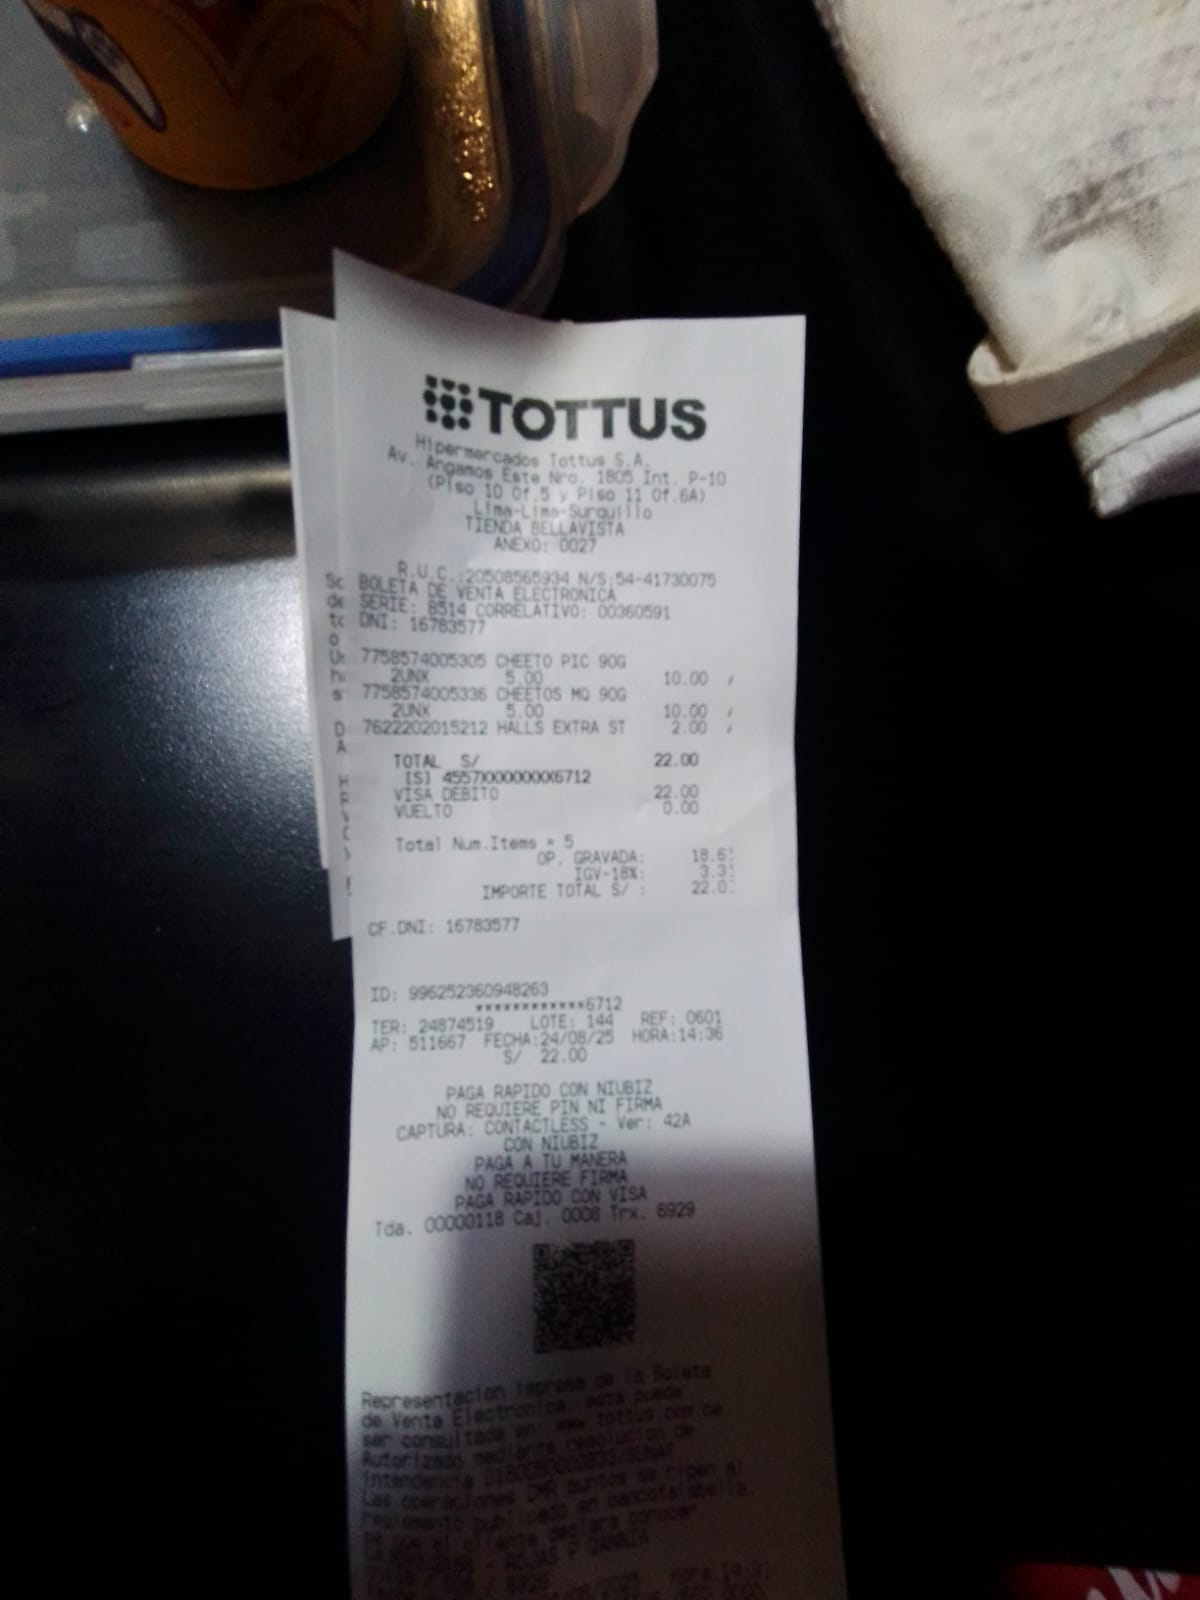 TOTTUS
Hipermercados Tottus S.A.
Av. Angamos Este Nro. 1805 Int. P-10
(Piso 10 Of.5 y Piso 11 Of.6A)
Lima-Lima-Surquillo
TIENDA BELLAVISTA
ANEXO: 0027
R.U.C.:20508565934 N/S:54-41730075
BOLETA DE VENTA ELECTRONICA
SERIE: B514 CORRELATIVO: 00360591
DNI: 16783577
7758574005305 CHEETO PIC 90G
2UNX 5.00 10.00
7758574005336 CHEETOS MQ 90G
2UNX 5.00 10.00
7622202015212 HALLS EXTRA ST 2.00
TOTAL S/ 22.00
[S] 4557XXXXXXXX6712
VISA DEBITO 22.00
VUELTO 0.00
Total Num.Items = 5
OP. GRAVADA: 18.6
IGV-18%: 3.3
IMPORTE TOTAL S/ : 22.0
CF.DNI: 16783577
ID: 996252360948263
************6712
TER: 24874519 LOTE: 144 REF: 0601
AP: 511667 FECHA:24/08/25 HORA:14:36
S/ 22.00
PAGA RAPIDO CON NIUBIZ
NO REQUIERE PIN NI FIRMA
CAPTURA: CONTACTLESS - Ver: 42A
CON NIUBIZ
PAGA A TU MANERA
NO REQUIERE FIRMA
PAGA RAPIDO CON VISA
Tda. 00000118 Caj. 0008 Trx. 6929
Representacion impresa de la Boleta
de Venta Electronica, esta puede
ser consultada en: www.tottus.com.pe
Autorizado mediante resolucion de
intendencia
Las operaciones CMR puntos se rigen al
reglamento publicado en bancofalabella.